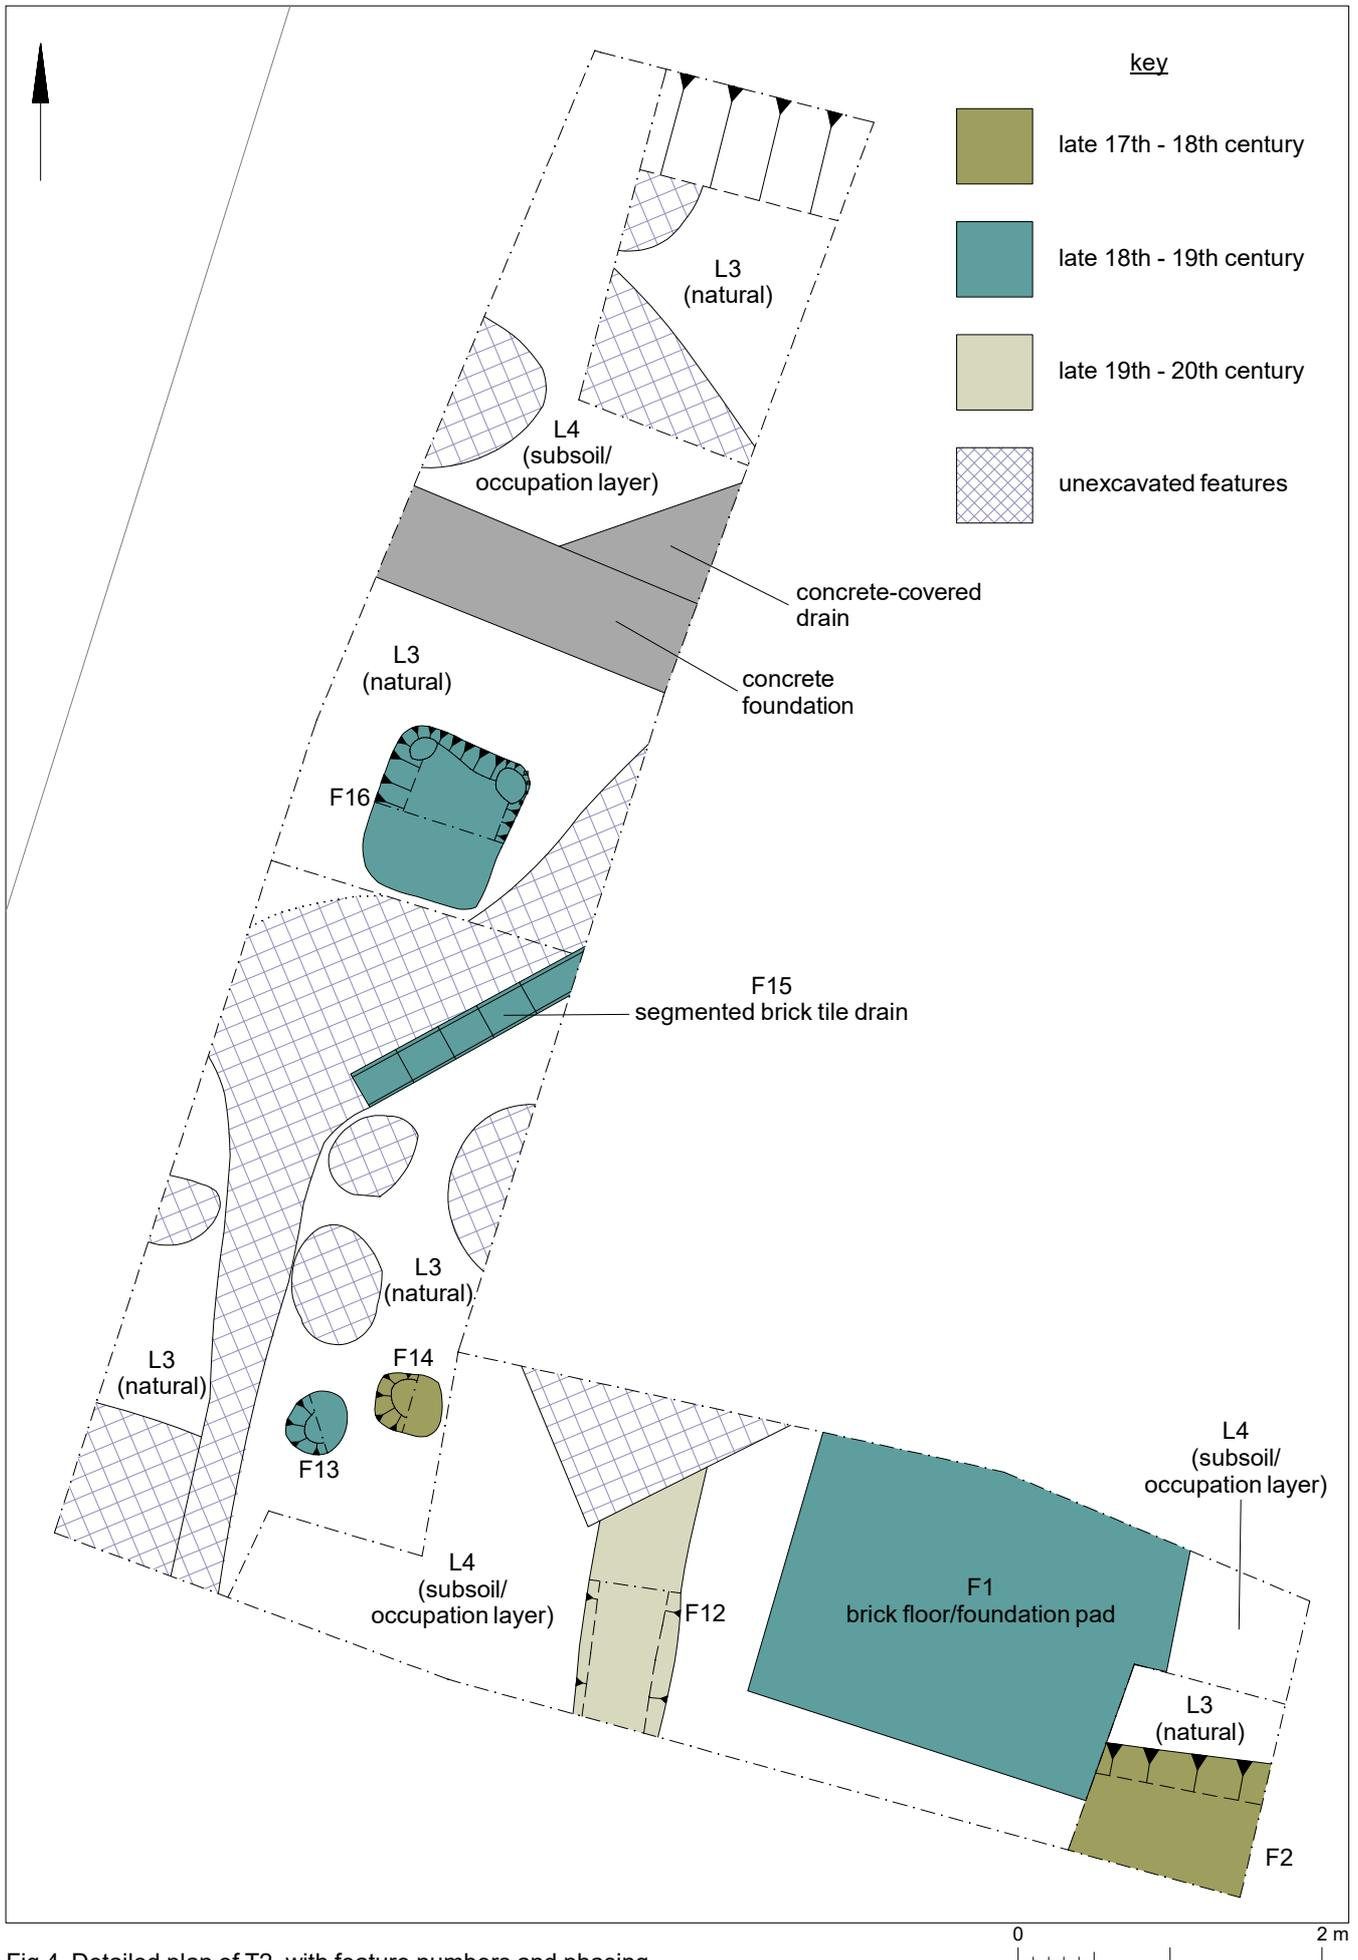 key
late 17th - 18th century
late 18th - 19th century
late 19th - 20th century
unexcavated features
L3
(natural)
L4
(subsoil/
occupation layer)
concrete-covered
drain
concrete
foundation
L3
(natural)
F16
F15
segmented brick tile drain
L3
(natural)
L3
(natural)
F14
F13
L4
(subsoil/
occupation layer)
L4
(subsoil/
occupation layer)
F12
F1
brick floor/foundation pad
L3
(natural)
F2
0 2 m
Fig 4 Detailed plan of T2, with feature numbers and phasing